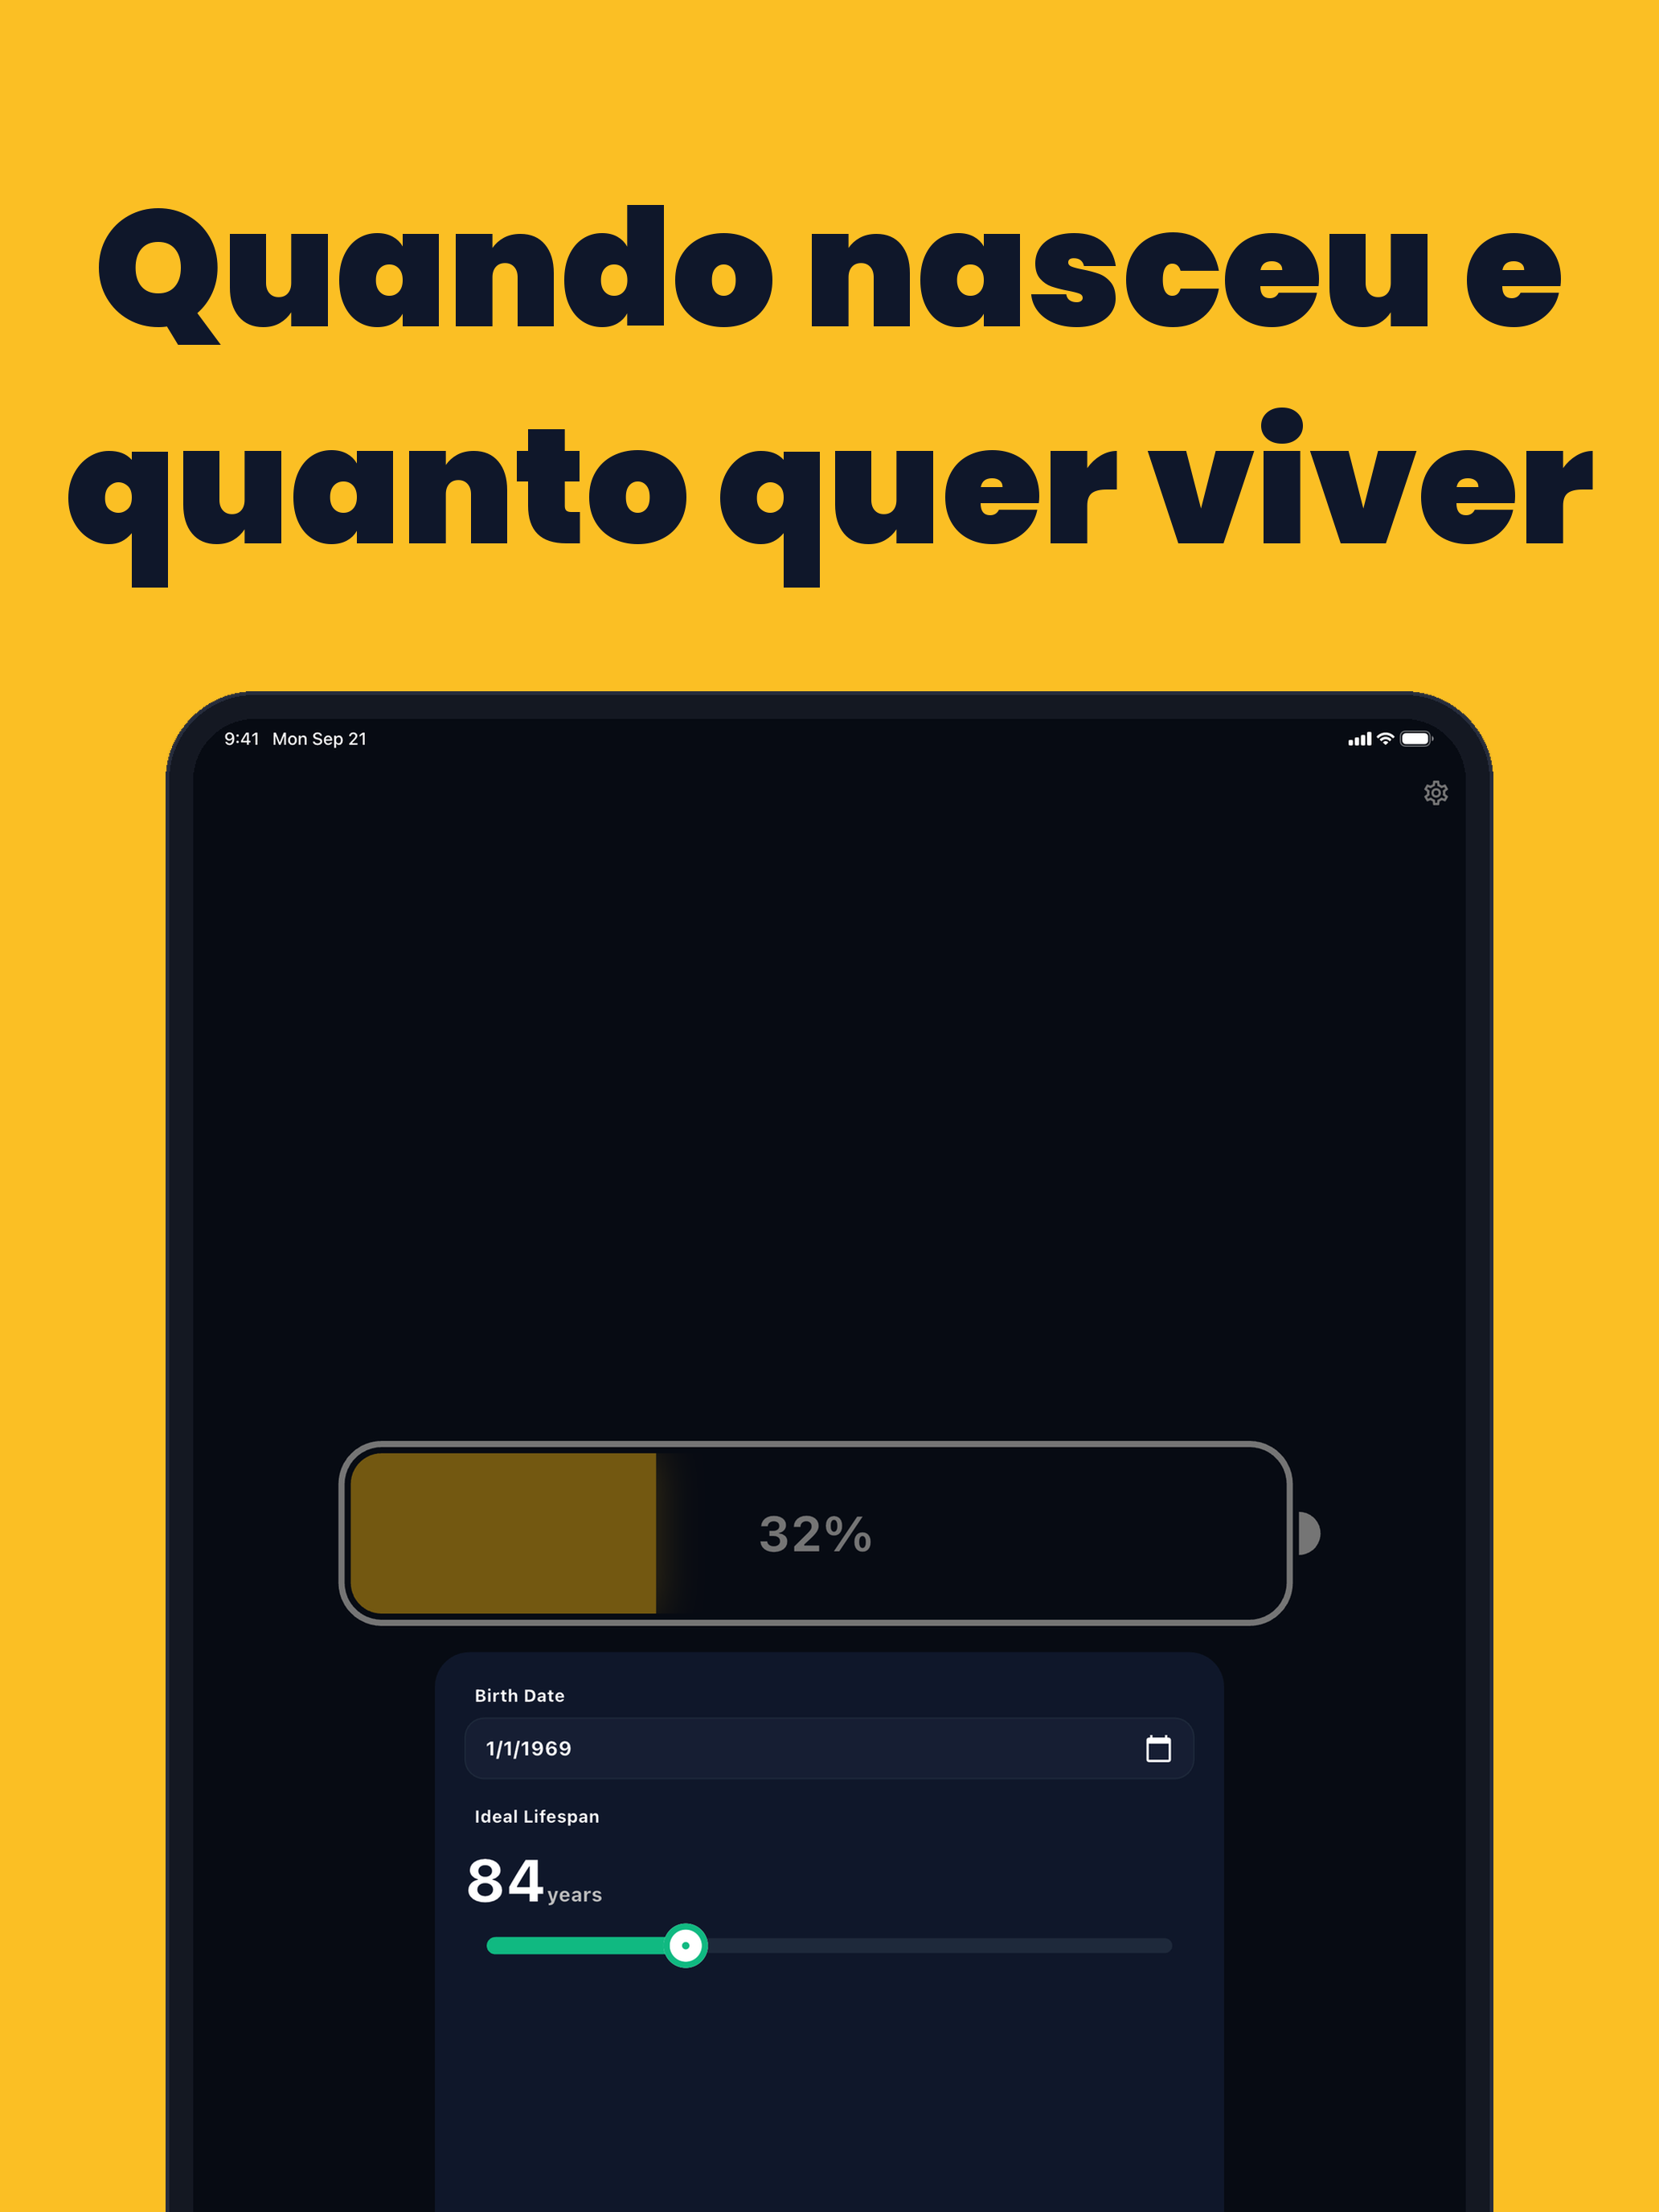 Quando nasceu e
quanto quer viver
9:41 Mon Sep 21
32%
Birth Date
1/1/1969
Ideal Lifespan
84 years